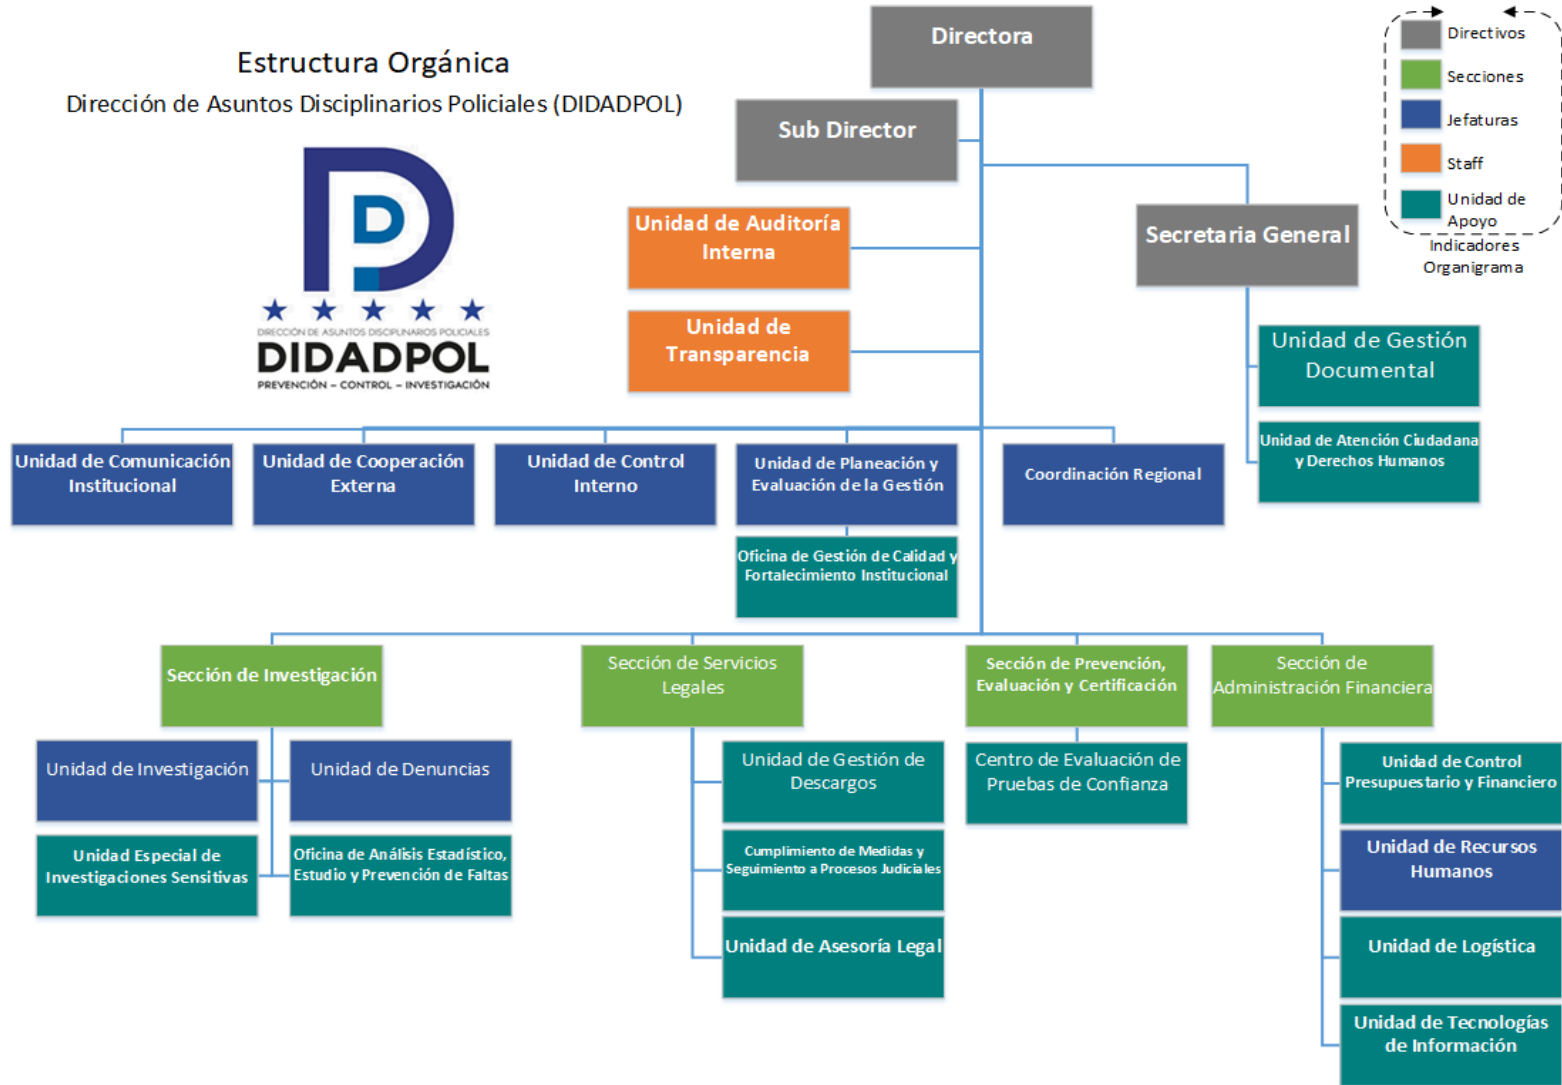 Estructura Orgánica
Dirección de Asuntos Disciplinarios Policiales (DIDADPOL)
DIRECCIÓN DE ASUNTOS DISCIPLINARIOS POLICIALES
DIDADPOL
PREVENCIÓN – CONTROL – INVESTIGACIÓN
Directora
Sub Director
Directivos
Secciones
Jefaturas
Staff
Unidad de
Apoyo
Indicadores
Organigrama
Unidad de Auditoría
Interna
Secretaria General
Unidad de
Transparencia
Unidad de Gestión
Documental
Unidad de Atención Ciudadana
y Derechos Humanos
Unidad de Comunicación
Institucional
Unidad de Cooperación
Externa
Unidad de Control
Interno
Unidad de Planeación y
Evaluación de la Gestión
Coordinación Regional
Oficina de Gestión de Calidad y
Fortalecimiento Institucional
Sección de Investigación
Sección de Servicios
Legales
Sección de Prevención,
Evaluación y Certificación
Sección de
Administración Financiera
Unidad de Investigación
Unidad de Denuncias
Unidad Especial de
Investigaciones Sensitivas
Oficina de Análisis Estadístico,
Estudio y Prevención de Faltas
Unidad de Gestión de
Descargos
Cumplimiento de Medidas y
Seguimiento a Procesos Judiciales
Unidad de Asesoría Legal
Centro de Evaluación de
Pruebas de Confianza
Unidad de Control
Presupuestario y Financiero
Unidad de Recursos
Humanos
Unidad de Logística
Unidad de Tecnologías
de Información